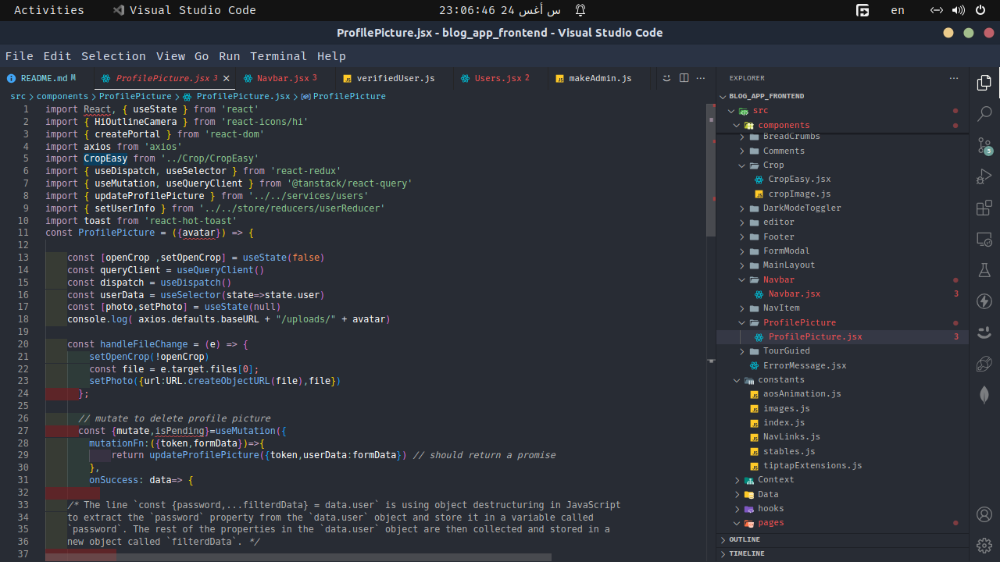 Activities Visual Studio Code 23:06:46 24 س أغس en
ProfilePicture.jsx - blog_app_frontend - Visual Studio Code
File Edit Selection View Go Run Terminal Help
README.md M ProfilePicture.jsx 3 Navbar.jsx 3 verifiedUser.js Users.jsx 2 makeAdmin.js
src > components > ProfilePicture > ProfilePicture.jsx > ProfilePicture
1 import React, { useState } from 'react'
2 import { HiOutlineCamera } from 'react-icons/hi'
3 import { createPortal } from 'react-dom'
4 import axios from 'axios'
5 import CropEasy from '../Crop/CropEasy'
6 import { useDispatch, useSelector } from 'react-redux'
7 import { useMutation, useQueryClient } from '@tanstack/react-query'
8 import { updateProfilePicture } from '../../services/users'
9 import { setUserInfo } from '../../store/reducers/userReducer'
10 import toast from 'react-hot-toast'
11 const ProfilePicture = ({avatar}) => {
12
13 const [openCrop ,setOpenCrop] = useState(false)
14 const queryClient = useQueryClient()
15 const dispatch = useDispatch()
16 const userData = useSelector(state=>state.user)
17 const [photo,setPhoto] = useState(null)
18 console.log( axios.defaults.baseURL + "/uploads/" + avatar)
19
20 const handleFileChange = (e) => {
21 setOpenCrop(!openCrop)
22 const file = e.target.files[0];
23 setPhoto({url:URL.createObjectURL(file),file})
24 };
25
26 // mutate to delete profile picture
27 const {mutate,isPending}=useMutation({
28 mutationFn:({token,formData})=>{
29 return updateProfilePicture({token,userData:formData}) // should return a promise
30 },
31 onSuccess: data=> {
32
33 /* The line `const {password,...filterdData} = data.user` is using object destructuring in JavaScript
34 to extract the `password` property from the `data.user` object and store it in a variable called
35 `password`. The rest of the properties in the `data.user` object are then collected and stored in a
36 new object called `filterdData`. */
37
EXPLORER
BLOG_APP_FRONTEND
src
components
BreadCrumbs
Comments
Crop
CropEasy.jsx
cropImage.js
DarkModeToggler
editor
Footer
FormModal
MainLayout
Navbar
Navbar.jsx 3
NavItem
ProfilePicture
ProfilePicture.jsx 3
TourGuied
ErrorMessage.jsx
constants
aosAnimation.js
images.js
index.js
NavLinks.js
stables.js
tiptapExtensions.js
Context
Data
hooks
pages
OUTLINE
TIMELINE
5